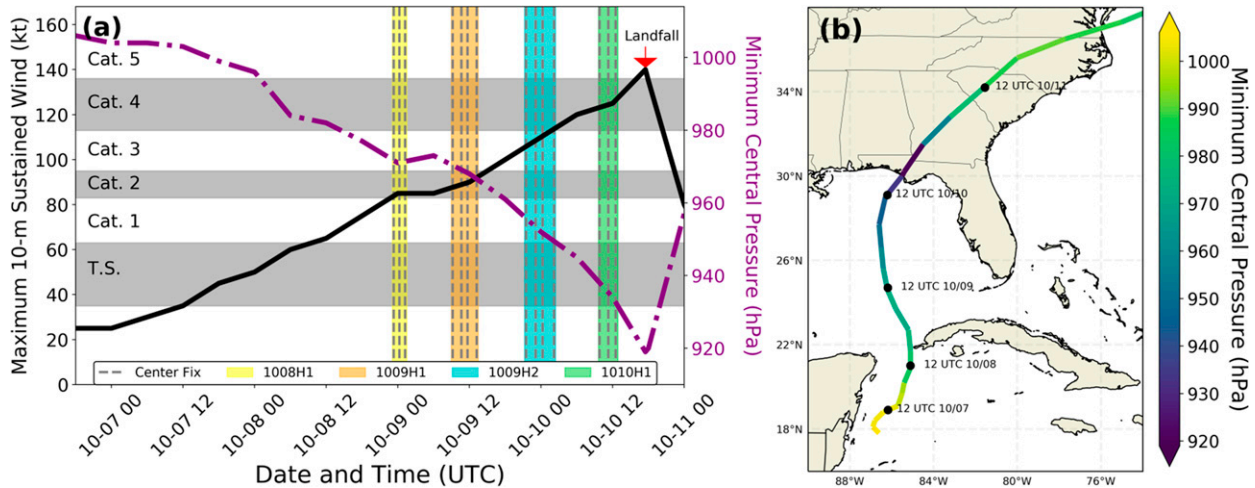 (a)
Landfall
Maximum 10-m Sustained Wind (kt)
160
140
120
100
80
60
40
20
0
Cat. 5
Cat. 4
Cat. 3
Cat. 2
Cat. 1
T.S.
Center Fix 1008H1 1009H1 1009H2 1010H1
10-07 00
10-07 12
10-08 00
10-08 12
10-09 00
10-09 12
10-10 00
10-10 12
10-11 00
Date and Time (UTC)
1000
980
960
940
920
Minimum Central Pressure (hPa)
(b)
34°N
30°N
26°N
22°N
18°N
88°W 84°W 80°W 76°W
12 UTC 10/11
12 UTC 10/10
12 UTC 10/09
12 UTC 10/08
12 UTC 10/07
1000
990
980
970
960
950
940
930
920
Minimum Central Pressure (hPa)